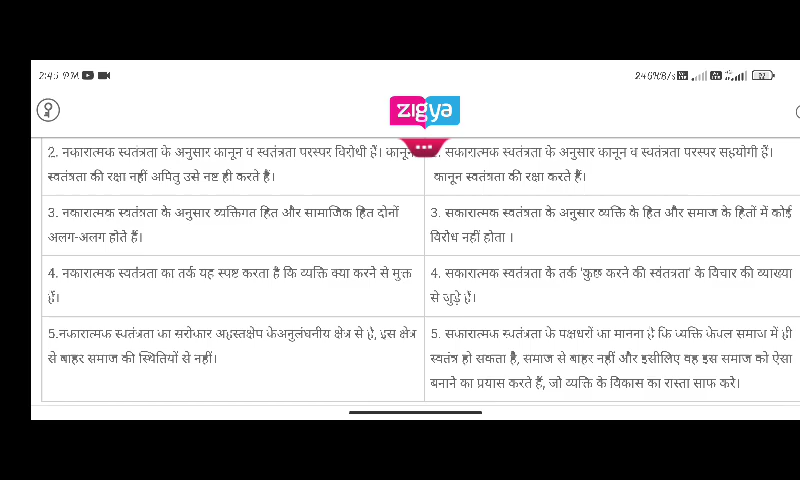 2:45 PM
zigya
2. नकारात्मक स्वतंत्रता के अनुसार कानून व स्वतंत्रता परस्पर विरोधी हैं। कानून
स्वतंत्रता की रक्षा नहीं अपितु उसे नष्ट ही करते हैं।
सकारात्मक स्वतंत्रता के अनुसार कानून व स्वतंत्रता परस्पर सहयोगी हैं।
कानून स्वतंत्रता की रक्षा करते हैं।
3. नकारात्मक स्वतंत्रता के अनुसार व्यक्तिगत हित और सामाजिक हित दोनों
अलग-अलग होते हैं।
3. सकारात्मक स्वतंत्रता के अनुसार व्यक्ति के हित और समाज के हितों में कोई
विरोध नहीं होता ।
4. नकारात्मक स्वतंत्रता का तर्क यह स्पष्ट करता है कि व्यक्ति क्या करने से मुक्त
हैं।
4. सकारात्मक स्वतंत्रता के तर्क 'कुछ करने की स्वंतत्रता' के विचार की व्याख्या
से जुड़े हैं।
5.नकारात्मक स्वतंत्रता का सरोकार अहस्तक्षेप केअनुलंघनीय क्षेत्र से है, इस क्षेत्र
से बाहर समाज की स्थितियों से नहीं।
5. सकारात्मक स्वतंत्रता के पक्षधरों का मानना है कि व्यक्ति केवल समाज में ही
स्वतंत्र हो सकता है, समाज से बाहर नहीं और इसीलिए वह इस समाज को ऐसा
बनाने का प्रयास करते हैं, जो व्यक्ति के विकास का रास्ता साफ करे।